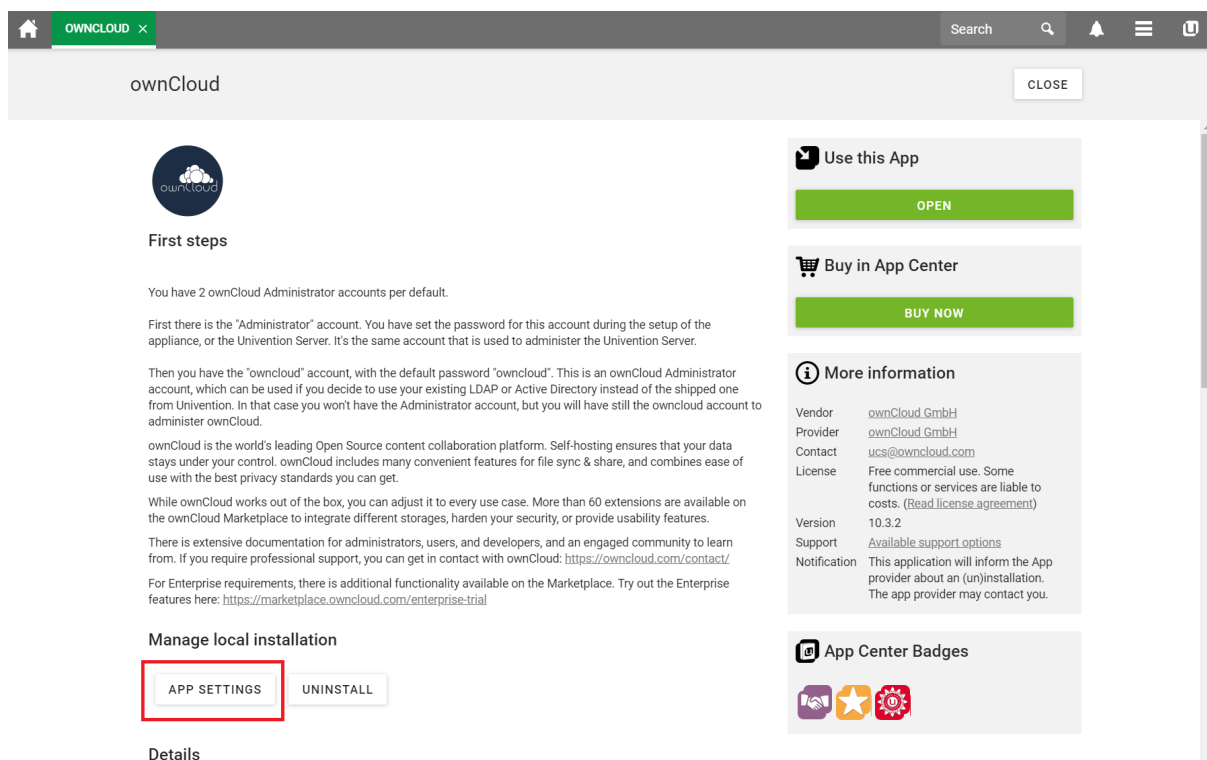 OWNCLOUD
Search
ownCloud
CLOSE
ownCloud
First steps
You have 2 ownCloud Administrator accounts per default.
First there is the "Administrator" account. You have set the password for this account during the setup of the
appliance, or the Univention Server. It's the same account that is used to administer the Univention Server.
Then you have the "owncloud" account, with the default password "owncloud". This is an ownCloud Administrator
account, which can be used if you decide to use your existing LDAP or Active Directory instead of the shipped one
from Univention. In that case you won't have the Administrator account, but you will have still the owncloud account to
administer ownCloud.
ownCloud is the world's leading Open Source content collaboration platform. Self-hosting ensures that your data
stays under your control. ownCloud includes many convenient features for file sync & share, and combines ease of
use with the best privacy standards you can get.
While ownCloud works out of the box, you can adjust it to every use case. More than 60 extensions are available on
the ownCloud Marketplace to integrate different storages, harden your security, or provide usability features.
There is extensive documentation for administrators, users, and developers, and an engaged community to learn
from. If you require professional support, you can get in contact with ownCloud: https://owncloud.com/contact/
For Enterprise requirements, there is additional functionality available on the Marketplace. Try out the Enterprise
features here: https://marketplace.owncloud.com/enterprise-trial
Manage local installation
APP SETTINGS
UNINSTALL
Details
Use this App
OPEN
Buy in App Center
BUY NOW
More information
Vendor ownCloud GmbH
Provider ownCloud GmbH
Contact ucs@owncloud.com
License Free commercial use. Some
functions or services are liable to
costs. (Read license agreement)
Version 10.3.2
Support Available support options
Notification This application will inform the App
provider about an (un)installation.
The app provider may contact you.
App Center Badges